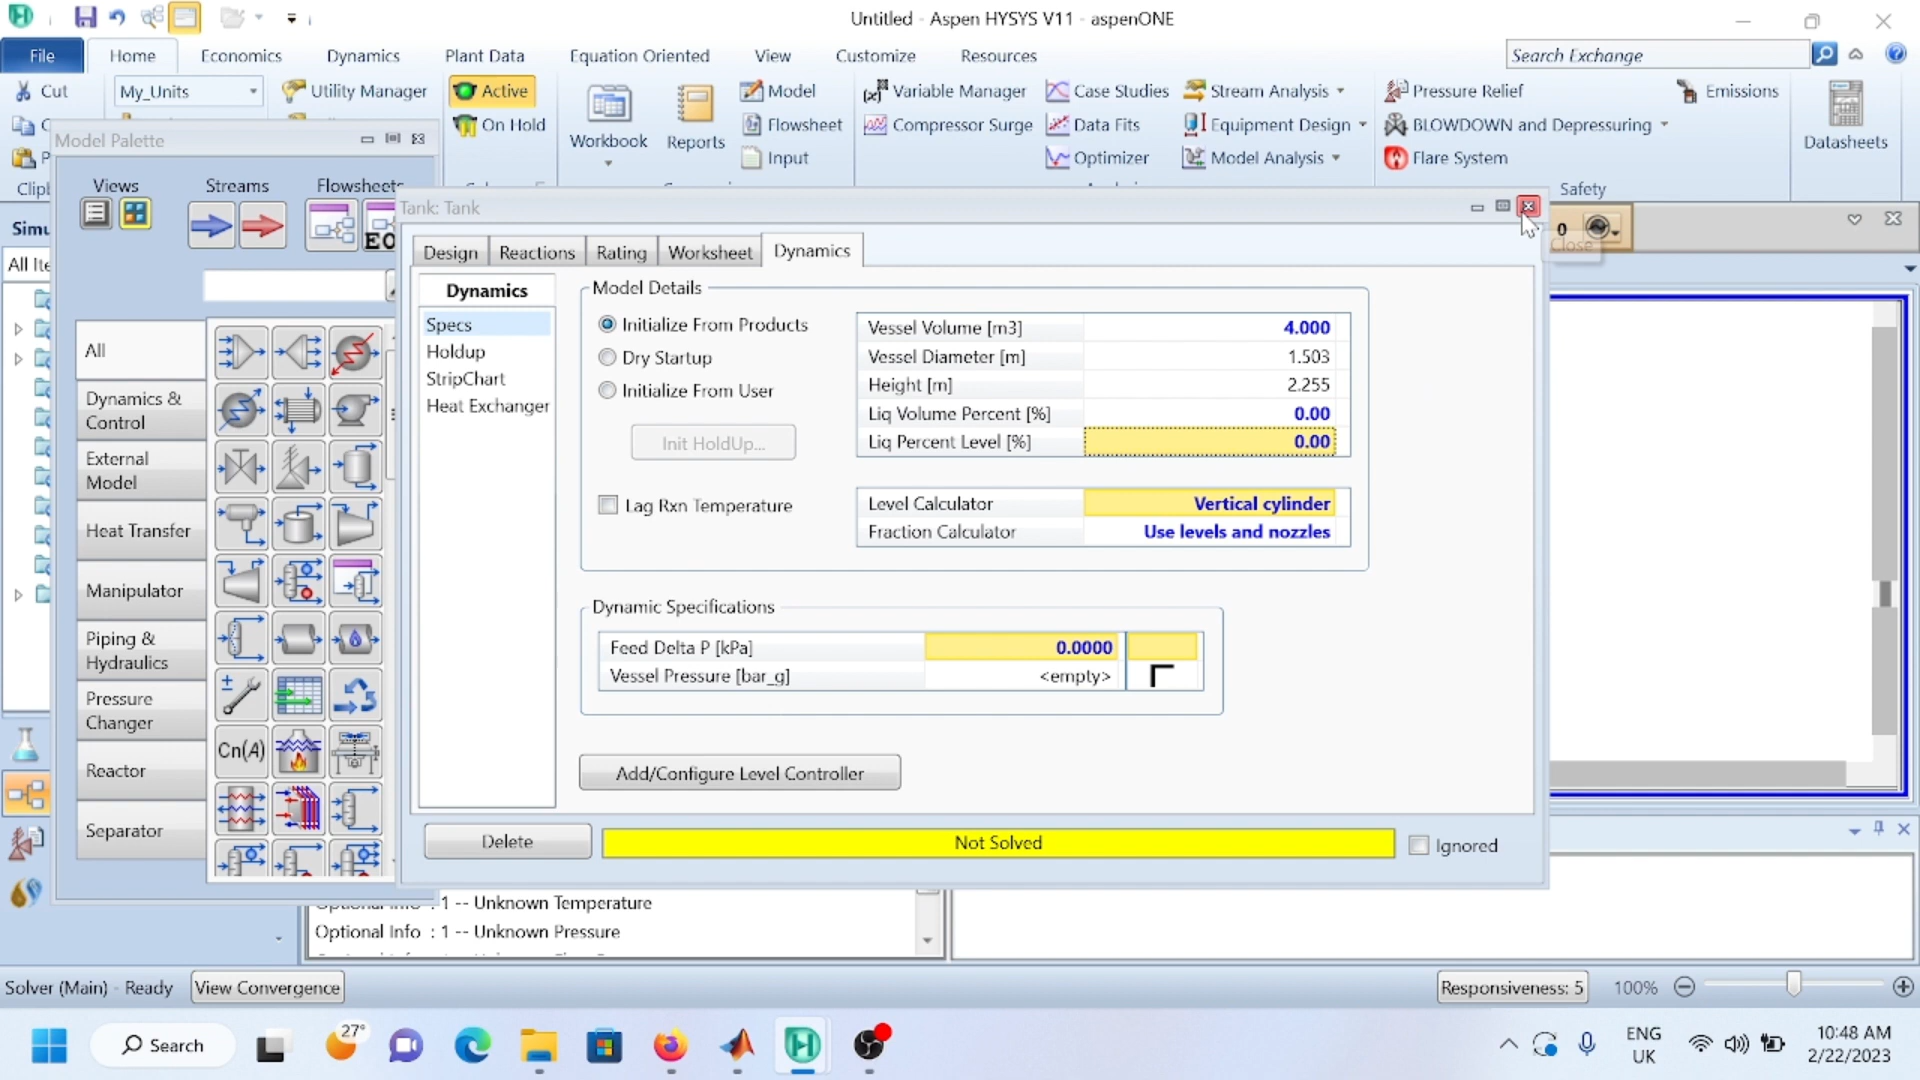 Untitled - Aspen HYSYS V11 - aspenONE
File
Home
Economics
Dynamics
Plant Data
Equation Oriented
View
Customize
Resources
Search Exchange
Cut
My_Units
Utility Manager
Active
On Hold
Workbook
Reports
Model
Flowsheet
Input
Variable Manager
Compressor Surge
Case Studies
Data Fits
Optimizer
Stream Analysis
Equipment Design
Model Analysis
Pressure Relief
BLOWDOWN and Depressuring
Flare System
Safety
Emissions
Datasheets
Model Palette
Views
Streams
Flowsheets
EO
All
Dynamics &
Control
External
Model
Heat Transfer
Manipulator
Piping &
Hydraulics
Pressure
Changer
Reactor
Separator
Cn(A)
Tank: Tank
0
Close
Design
Reactions
Rating
Worksheet
Dynamics
Dynamics
Specs
Holdup
StripChart
Heat Exchanger
Model Details
Initialize From Products
Dry Startup
Initialize From User
Init HoldUp...
Lag Rxn Temperature
Vessel Volume [m3] 4.000
Vessel Diameter [m] 1.503
Height [m] 2.255
Liq Volume Percent [%] 0.00
Liq Percent Level [%] 0.00
Level Calculator Vertical cylinder
Fraction Calculator Use levels and nozzles
Dynamic Specifications
Feed Delta P [kPa] 0.0000
Vessel Pressure [bar_g] <empty>
Add/Configure Level Controller
Delete
Not Solved
Ignored
Optional Info : 1 -- Unknown Temperature
Optional Info : 1 -- Unknown Pressure
Solver (Main) - Ready
View Convergence
Responsiveness: 5
100%
27°
Search
ENG
UK
10:48 AM
2/22/2023